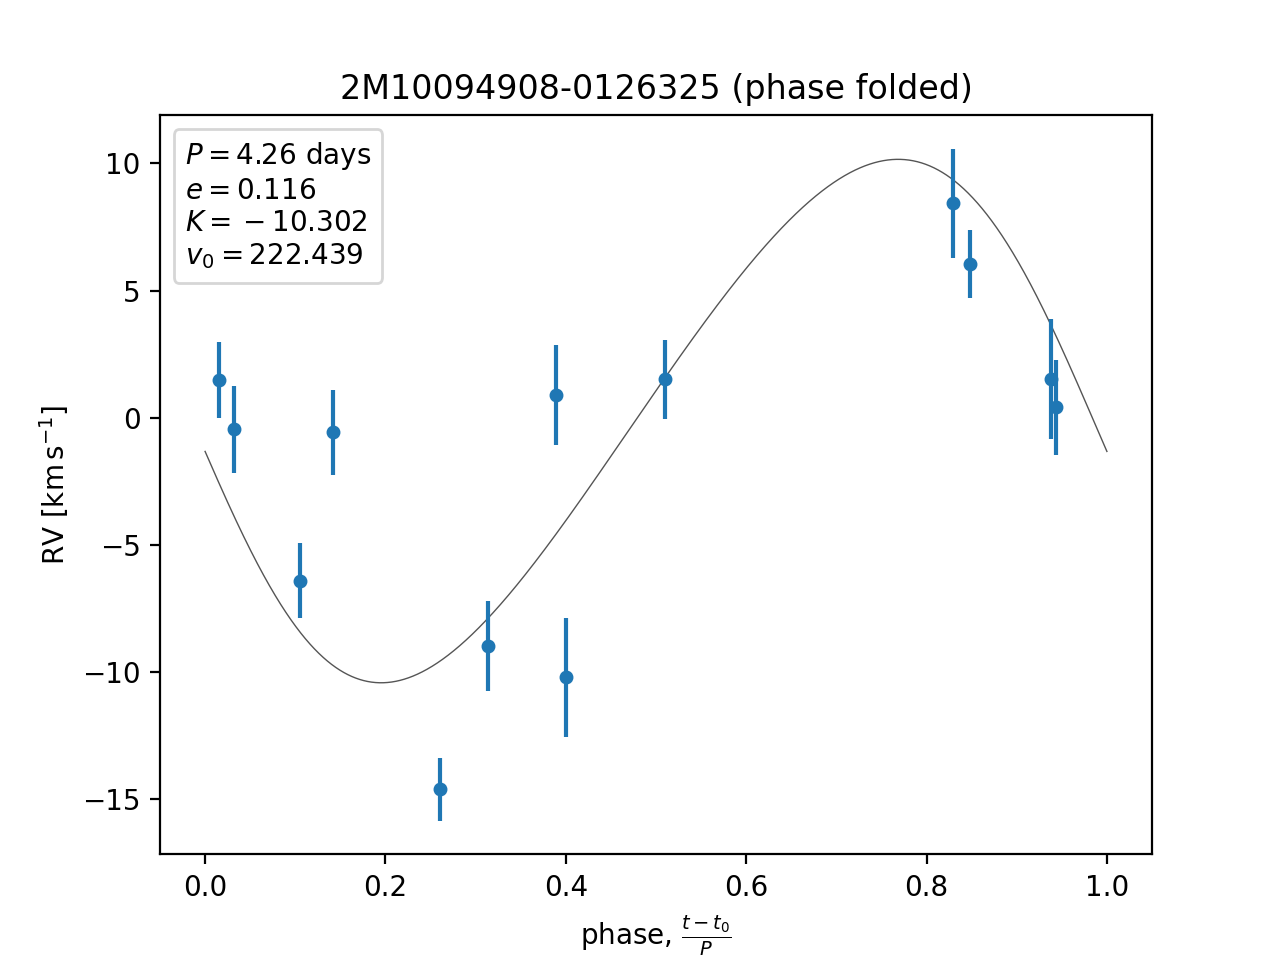 2M10094908-0126325 (phase folded)
P = 4.26 days
e = 0.116
K = −10.302
v₀ = 222.439
RV [km s⁻¹]
10
5
0
−5
−10
−15
0.0 0.2 0.4 0.6 0.8 1.0
phase, (t − t₀)/P